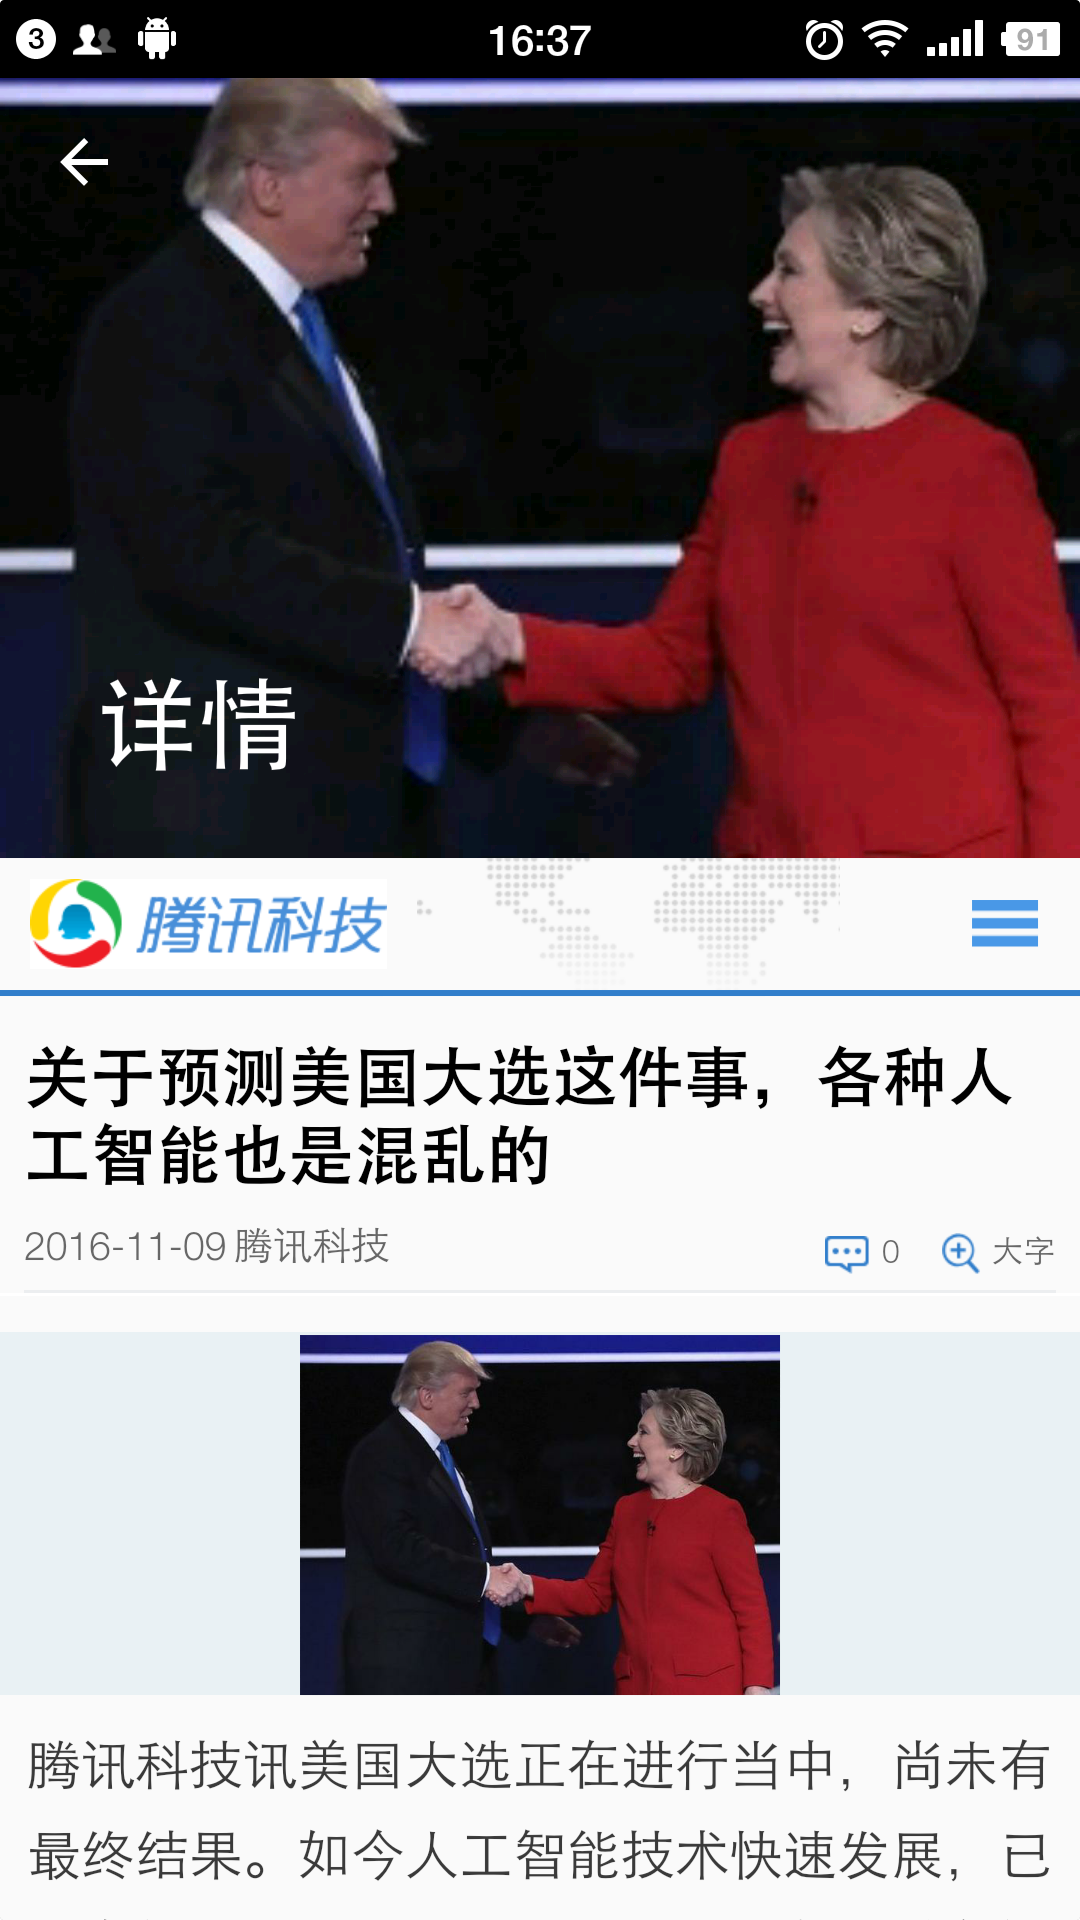 3
16:37
91
详情
腾讯科技
关于预测美国大选这件事，各种人
工智能也是混乱的
2016-11-09 腾讯科技
0
大字
腾讯科技讯美国大选正在进行当中，尚未有
最终结果。如今人工智能技术快速发展，已